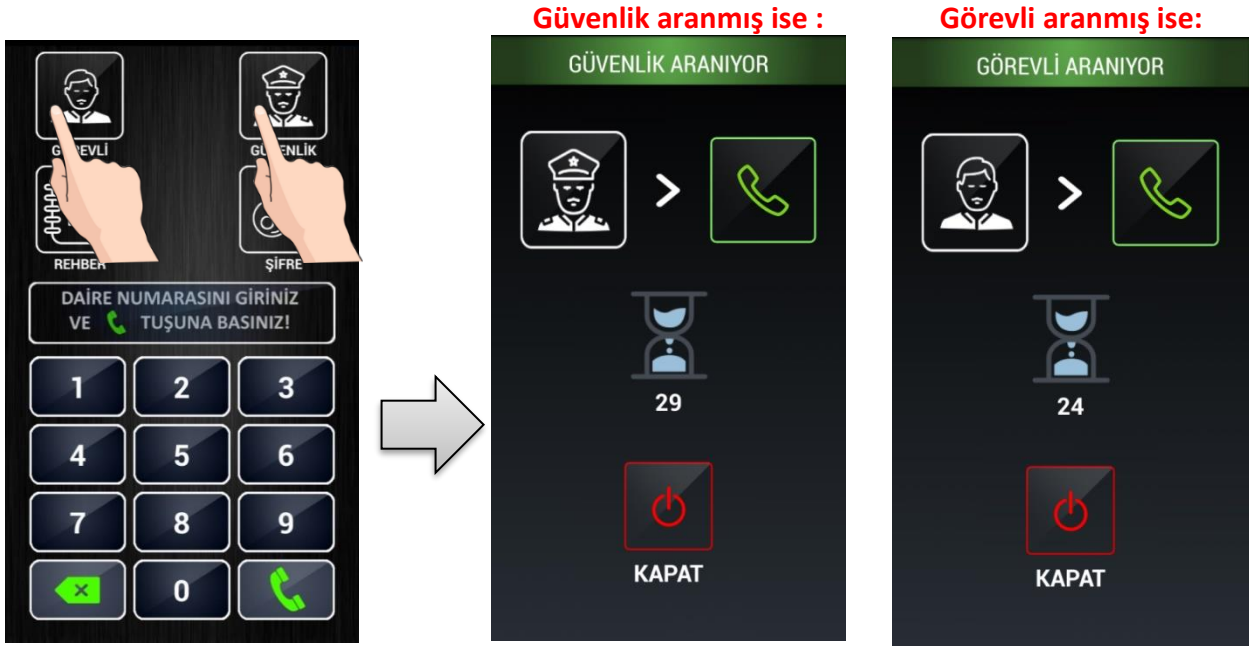 Güvenlik aranmış ise :
Görevli aranmış ise:
GÖREVLİ
GÜVENLİK
REHBER
ŞİFRE
DAİRE NUMARASINI GİRİNİZ
VE TUŞUNA BASINIZ!
1 2 3
4 5 6
7 8 9
0
GÜVENLİK ARANIYOR
>
29
KAPAT
GÖREVLİ ARANIYOR
>
24
KAPAT